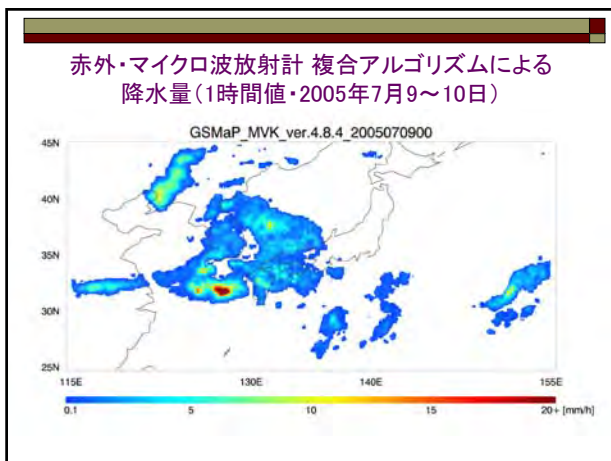 赤外・マイクロ波放射計 複合アルゴリズムによる
降水量(1時間値・2005年7月9～10日)
GSMaP_MVK_ver.4.8.4_2005070900
45N
40N
35N
30N
25N
115E 130E 140E 155E
0.1 5 10 15 20+ [mm/h]